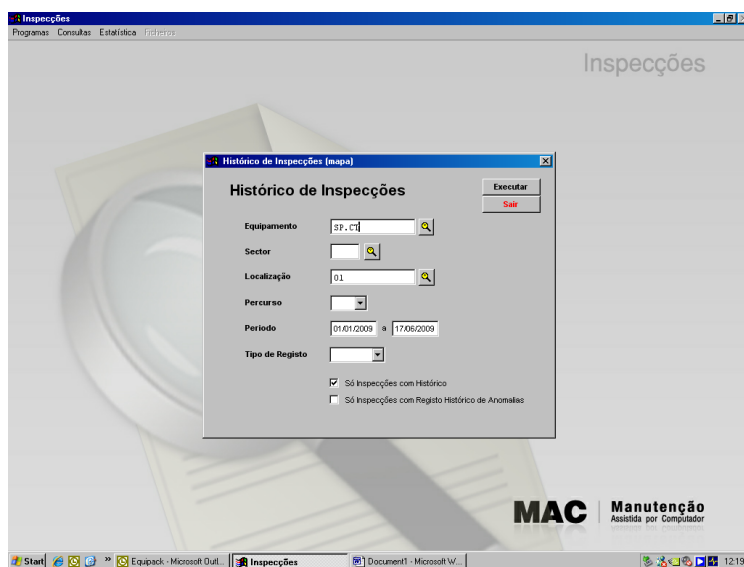 Inspecções
Programas Consultas Estatística Ficheros
Inspecções
Histórico de Inspecções (mapa)
Histórico de Inspecções
Executar
Sair
Equipamento SP.CT
Sector
Localização 01
Percurso
Periodo 01/01/2009 a 17/06/2009
Tipo de Registo
Só Inspecções com Histórico
Só Inspecções com Registo Histórico de Anomalias
MAC Manutenção
Assistida por Computador
Start » Equipack - Microsoft Outl... Inspecções Document1 - Microsoft W... 12:19